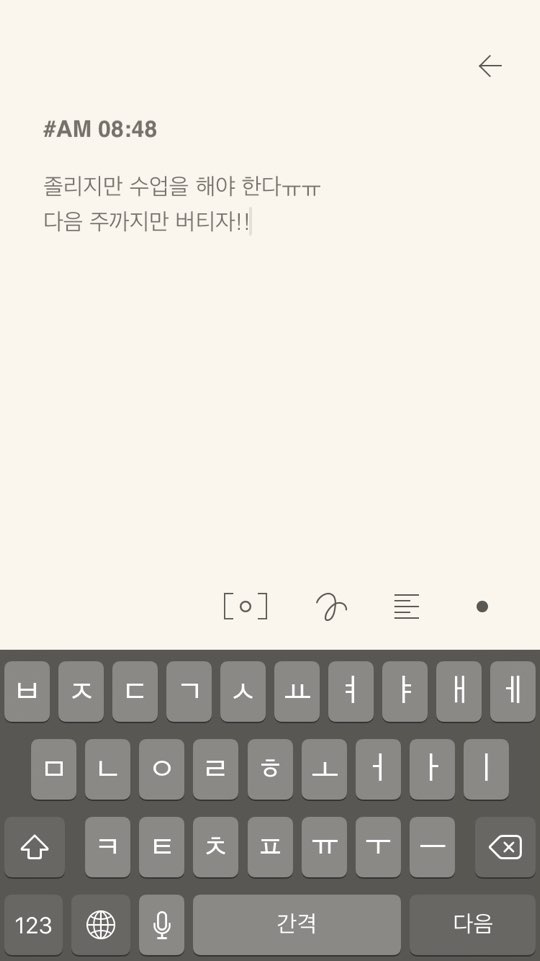 #AM 08:48
졸리지만 수업을 해야 한다ㅠㅠ
다음 주까지만 버티자!!
ㅂ ㅈ ㄷ ㄱ ㅅ ㅛ ㅕ ㅑ ㅐ ㅔ
ㅁ ㄴ ㅇ ㄹ ㅎ ㅗ ㅓ ㅏ ㅣ
ㅋ ㅌ ㅊ ㅍ ㅠ ㅜ ㅡ
123 간격 다음